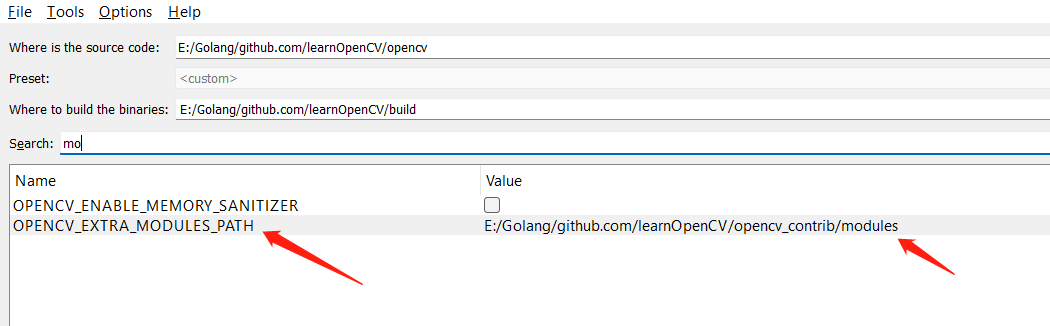 File Tools Options Help
Where is the source code: E:/Golang/github.com/learnOpenCV/opencv
Preset: <custom>
Where to build the binaries: E:/Golang/github.com/learnOpenCV/build
Search: mo
Name Value
OPENCV_ENABLE_MEMORY_SANITIZER
OPENCV_EXTRA_MODULES_PATH E:/Golang/github.com/learnOpenCV/opencv_contrib/modules